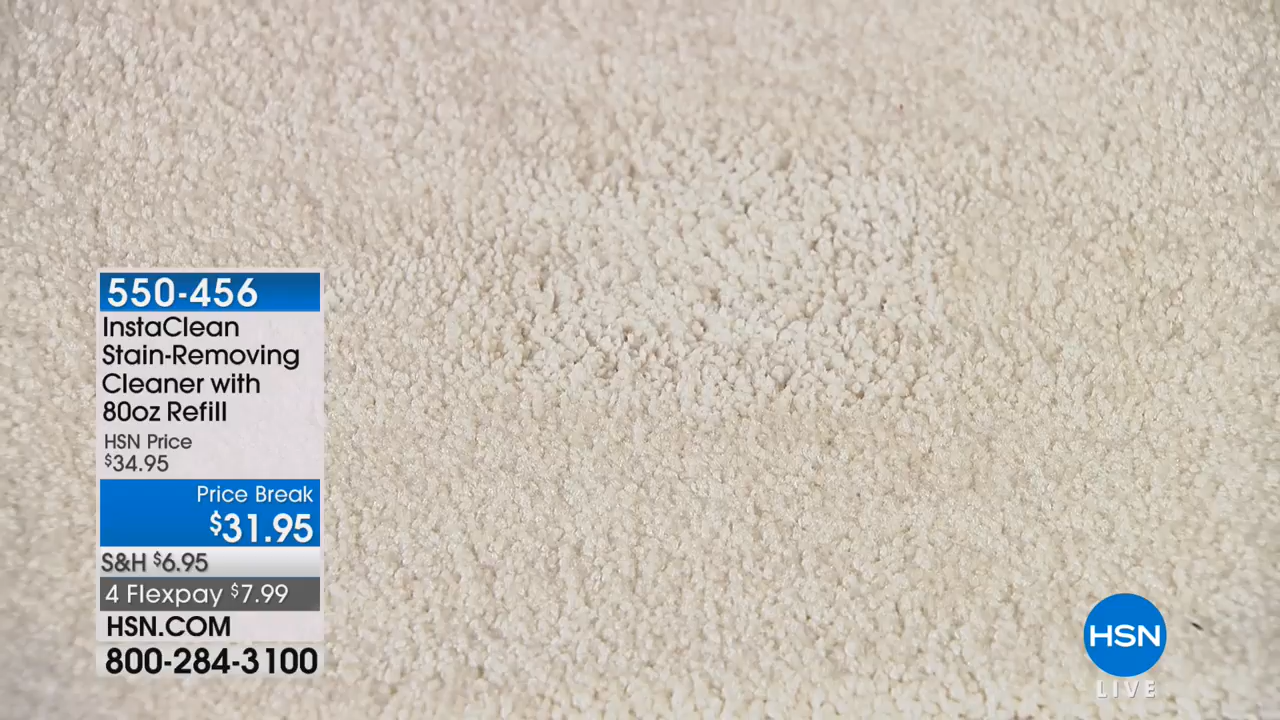 550-456
InstaClean
Stain-Removing
Cleaner with
80oz Refill
HSN Price
$34.95
Price Break
$31.95
S&H $6.95
4 Flexpay $7.99
HSN.COM
800-284-3100
HSN
LIVE